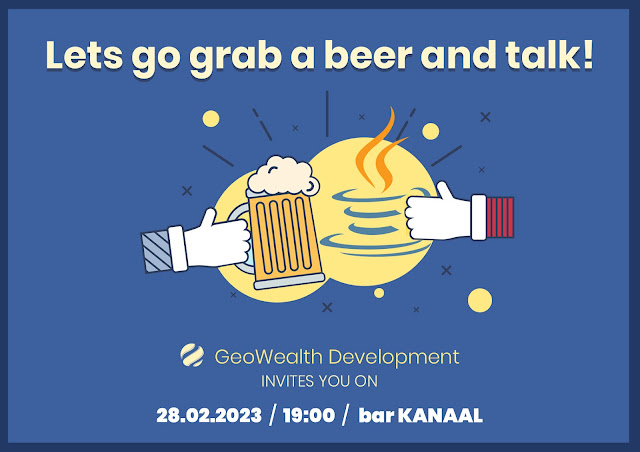 Lets go grab a beer and talk!
GeoWealth Development
INVITES YOU ON
28.02.2023 / 19:00 / bar KANAAL